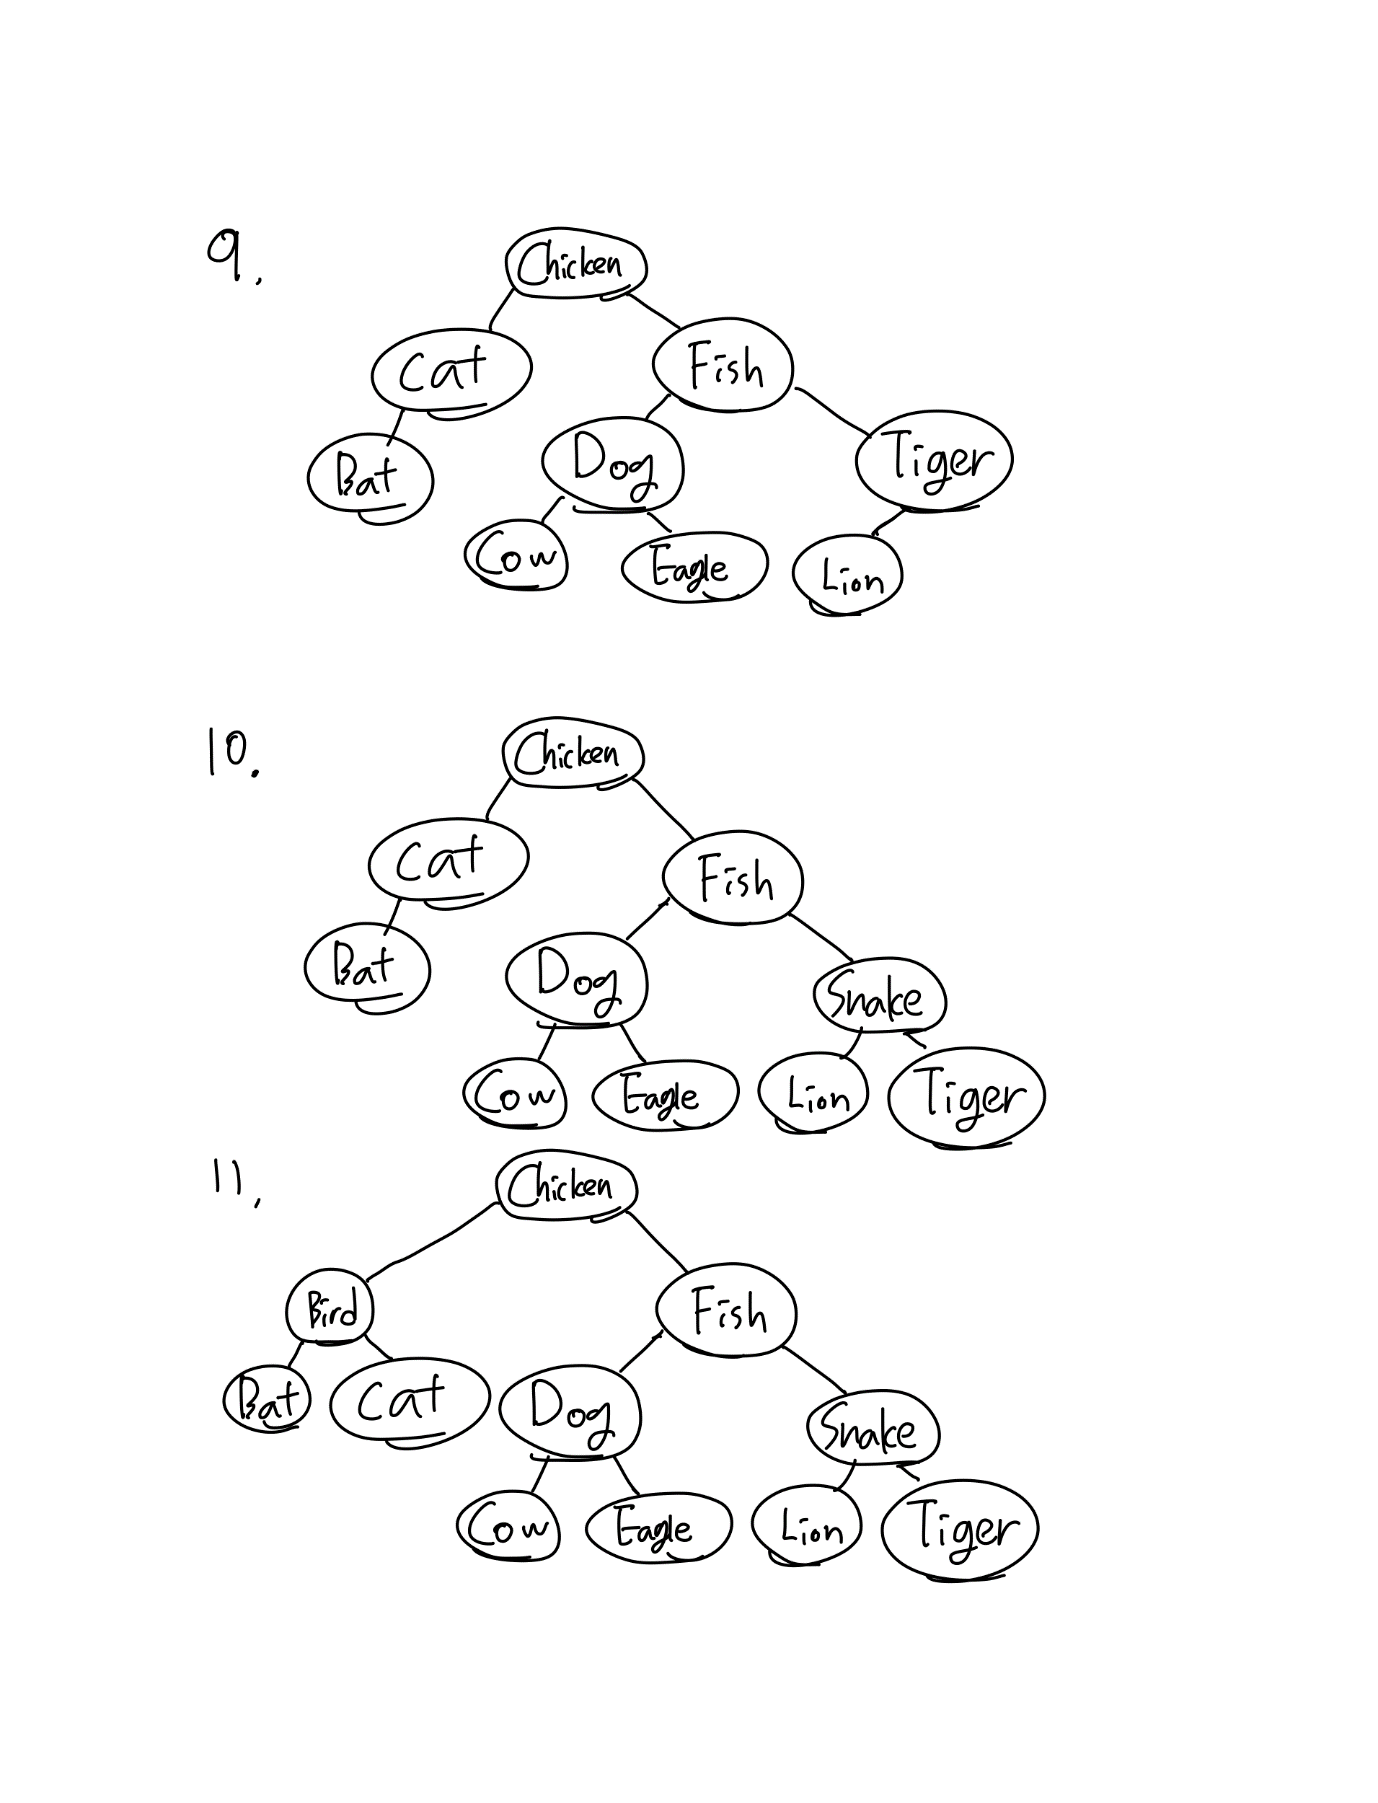 9.
Chicken
Cat Fish
Bat Dog Tiger
Cow Eagle Lion
10.
Chicken
Cat Fish
Bat Dog Snake
Cow Eagle Lion Tiger
11.
Chicken
Bird Fish
Bat Cat Dog Snake
Cow Eagle Lion Tiger